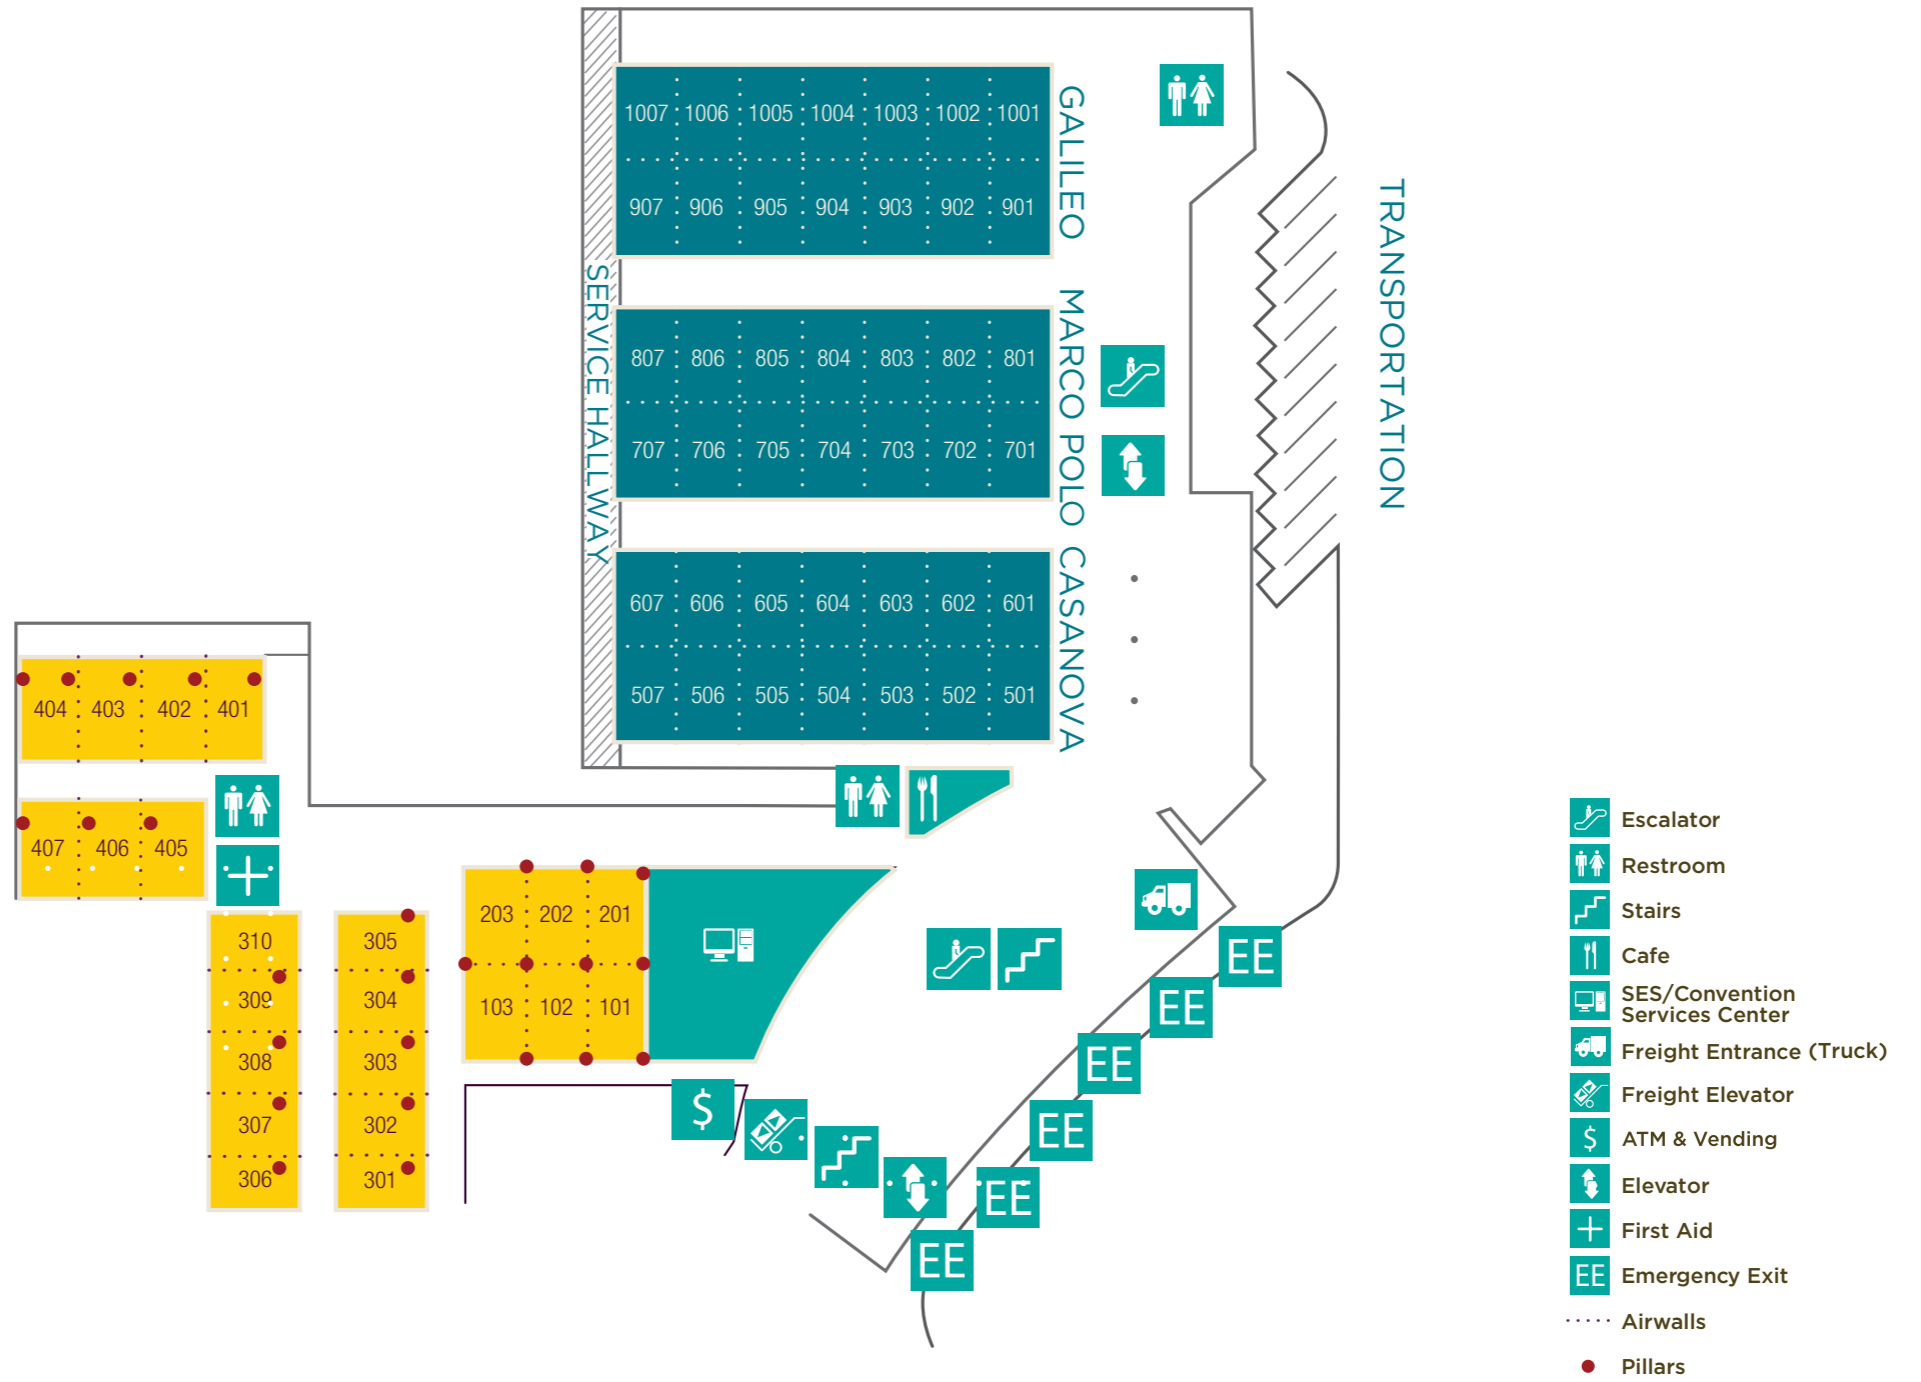 1007 1006 1005 1004 1003 1002 1001
907 906 905 904 903 902 901
GALILEO
807 806 805 804 803 802 801
707 706 705 704 703 702 701
MARCO POLO
607 606 605 604 603 602 601
507 506 505 504 503 502 501
CASANOVA
SERVICE HALLWAY
TRANSPORTATION
404 403 402 401
407 406 405
310
309
308
307
306
305
304
303
302
301
203 202 201
103 102 101
$
EE
EE
EE
EE
EE
EE
Escalator
Restroom
Stairs
Cafe
SES/Convention
Services Center
Freight Entrance (Truck)
Freight Elevator
$ ATM & Vending
Elevator
First Aid
EE Emergency Exit
Airwalls
Pillars